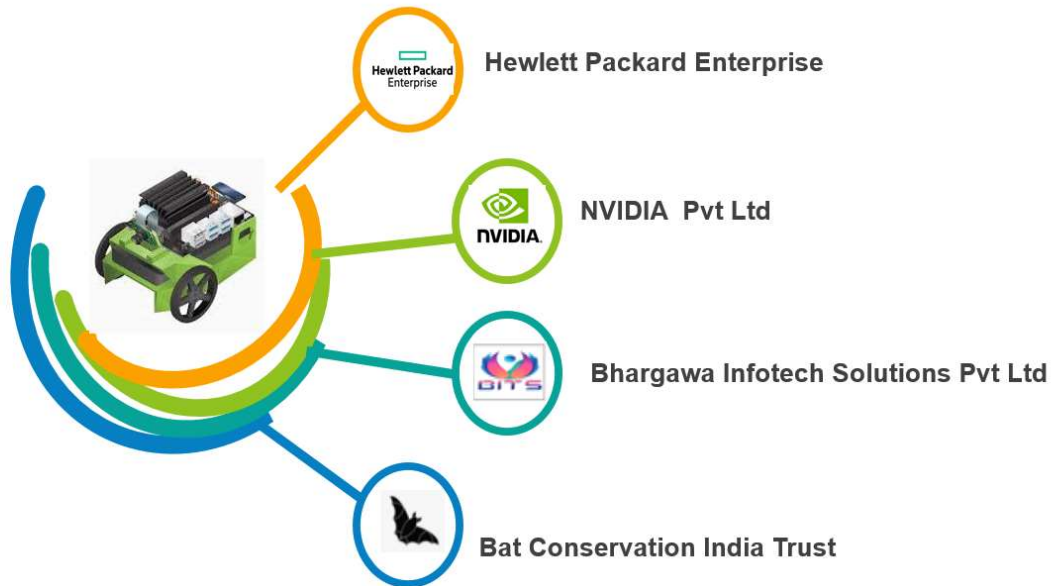 Hewlett Packard
Enterprise
Hewlett Packard Enterprise
NVIDIA.
NVIDIA Pvt Ltd
BITS
Bhargawa Infotech Solutions Pvt Ltd
Bat Conservation India Trust